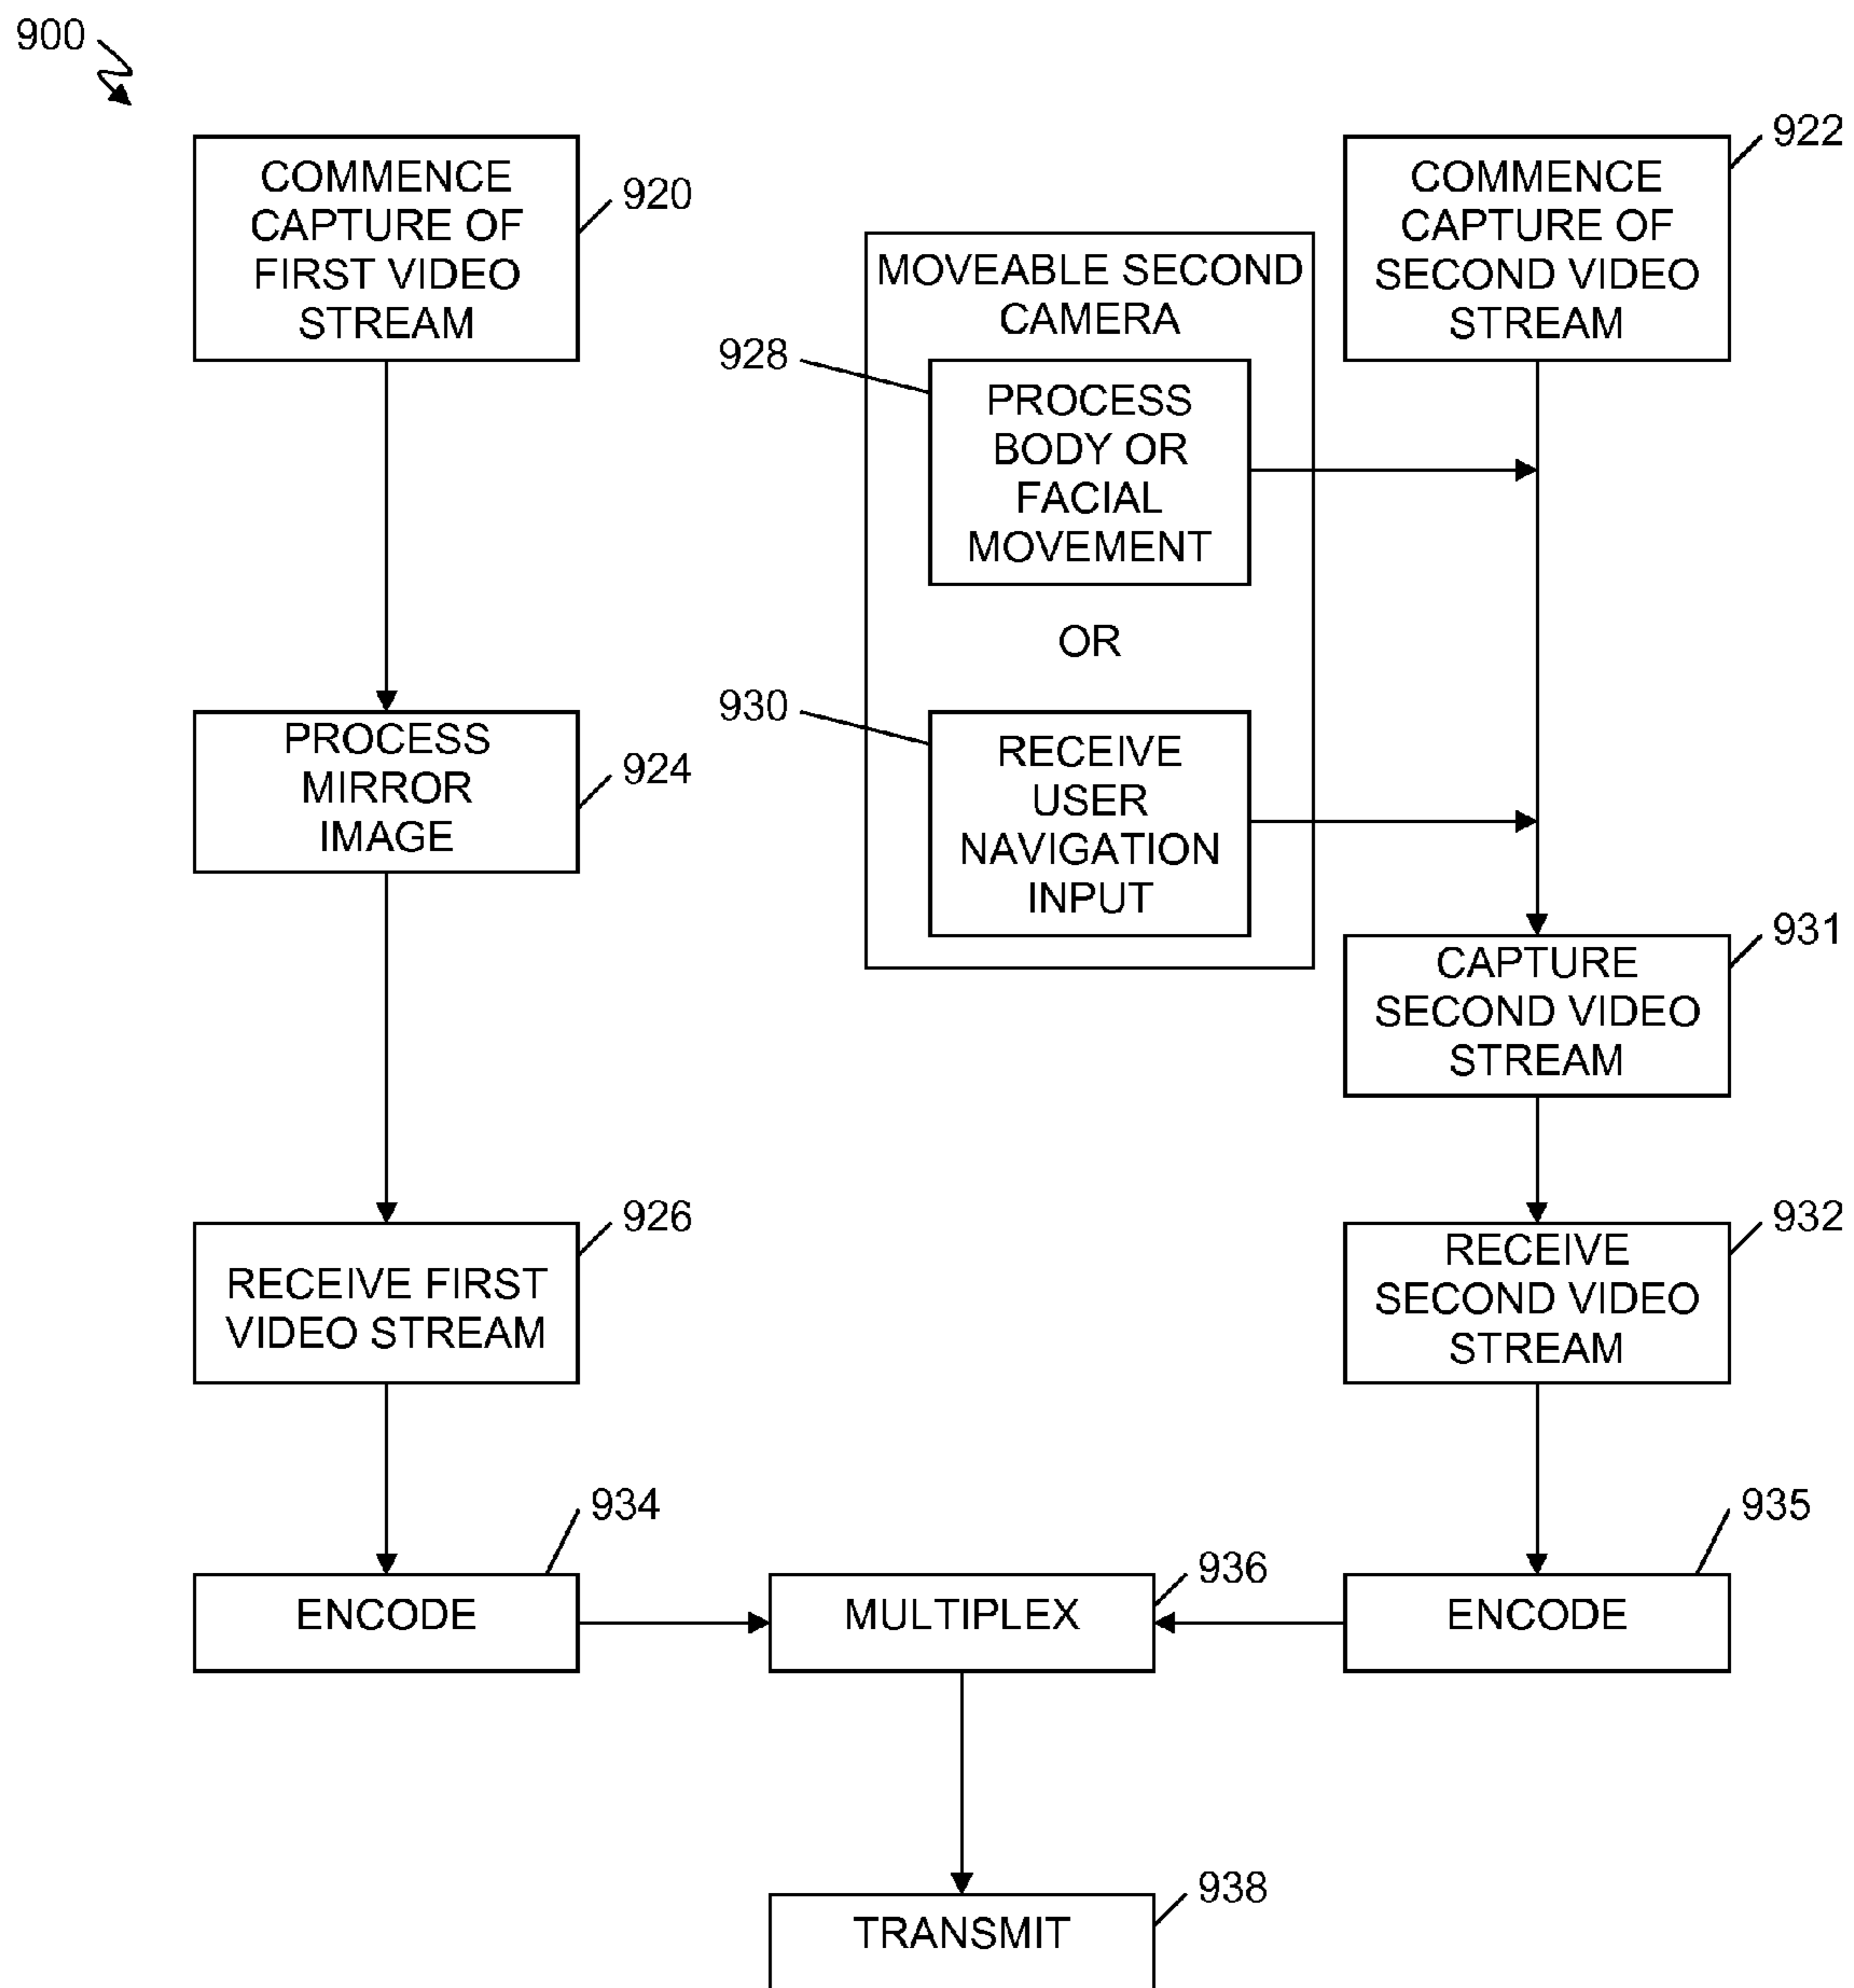 900
COMMENCE
CAPTURE OF
FIRST VIDEO
STREAM
920
COMMENCE
CAPTURE OF
SECOND VIDEO
STREAM
922
MOVEABLE SECOND
CAMERA
928
PROCESS
BODY OR
FACIAL
MOVEMENT
OR
930
RECEIVE
USER
NAVIGATION
INPUT
PROCESS
MIRROR
IMAGE
924
CAPTURE
SECOND VIDEO
STREAM
931
RECEIVE FIRST
VIDEO STREAM
926
RECEIVE
SECOND VIDEO
STREAM
932
ENCODE
934
MULTIPLEX
936
ENCODE
935
TRANSMIT
938